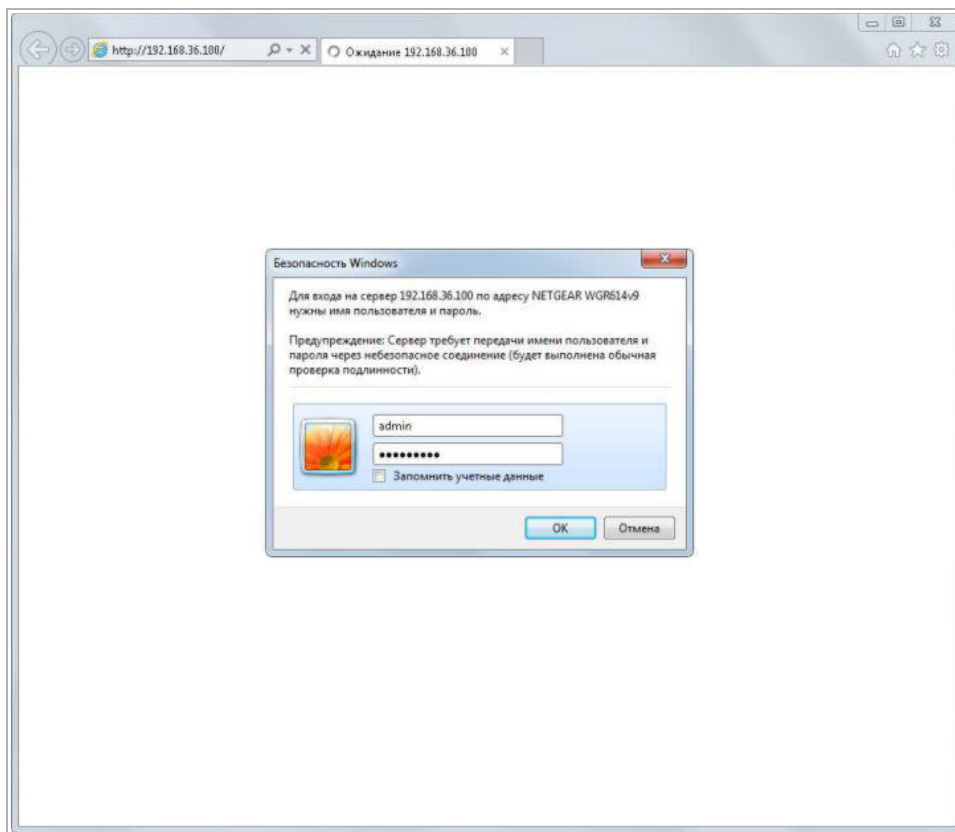 http://192.168.36.100/
Ожидание 192.168.36.100
Безопасность Windows
Для входа на сервер 192.168.36.100 по адресу NETGEAR WGR614v9
нужны имя пользователя и пароль.
Предупреждение: Сервер требует передачи имени пользователя и
пароля через небезопасное соединение (будет выполнена обычная
проверка подлинности).
admin
●●●●●●●●●
Запомнить учетные данные
OK
Отмена